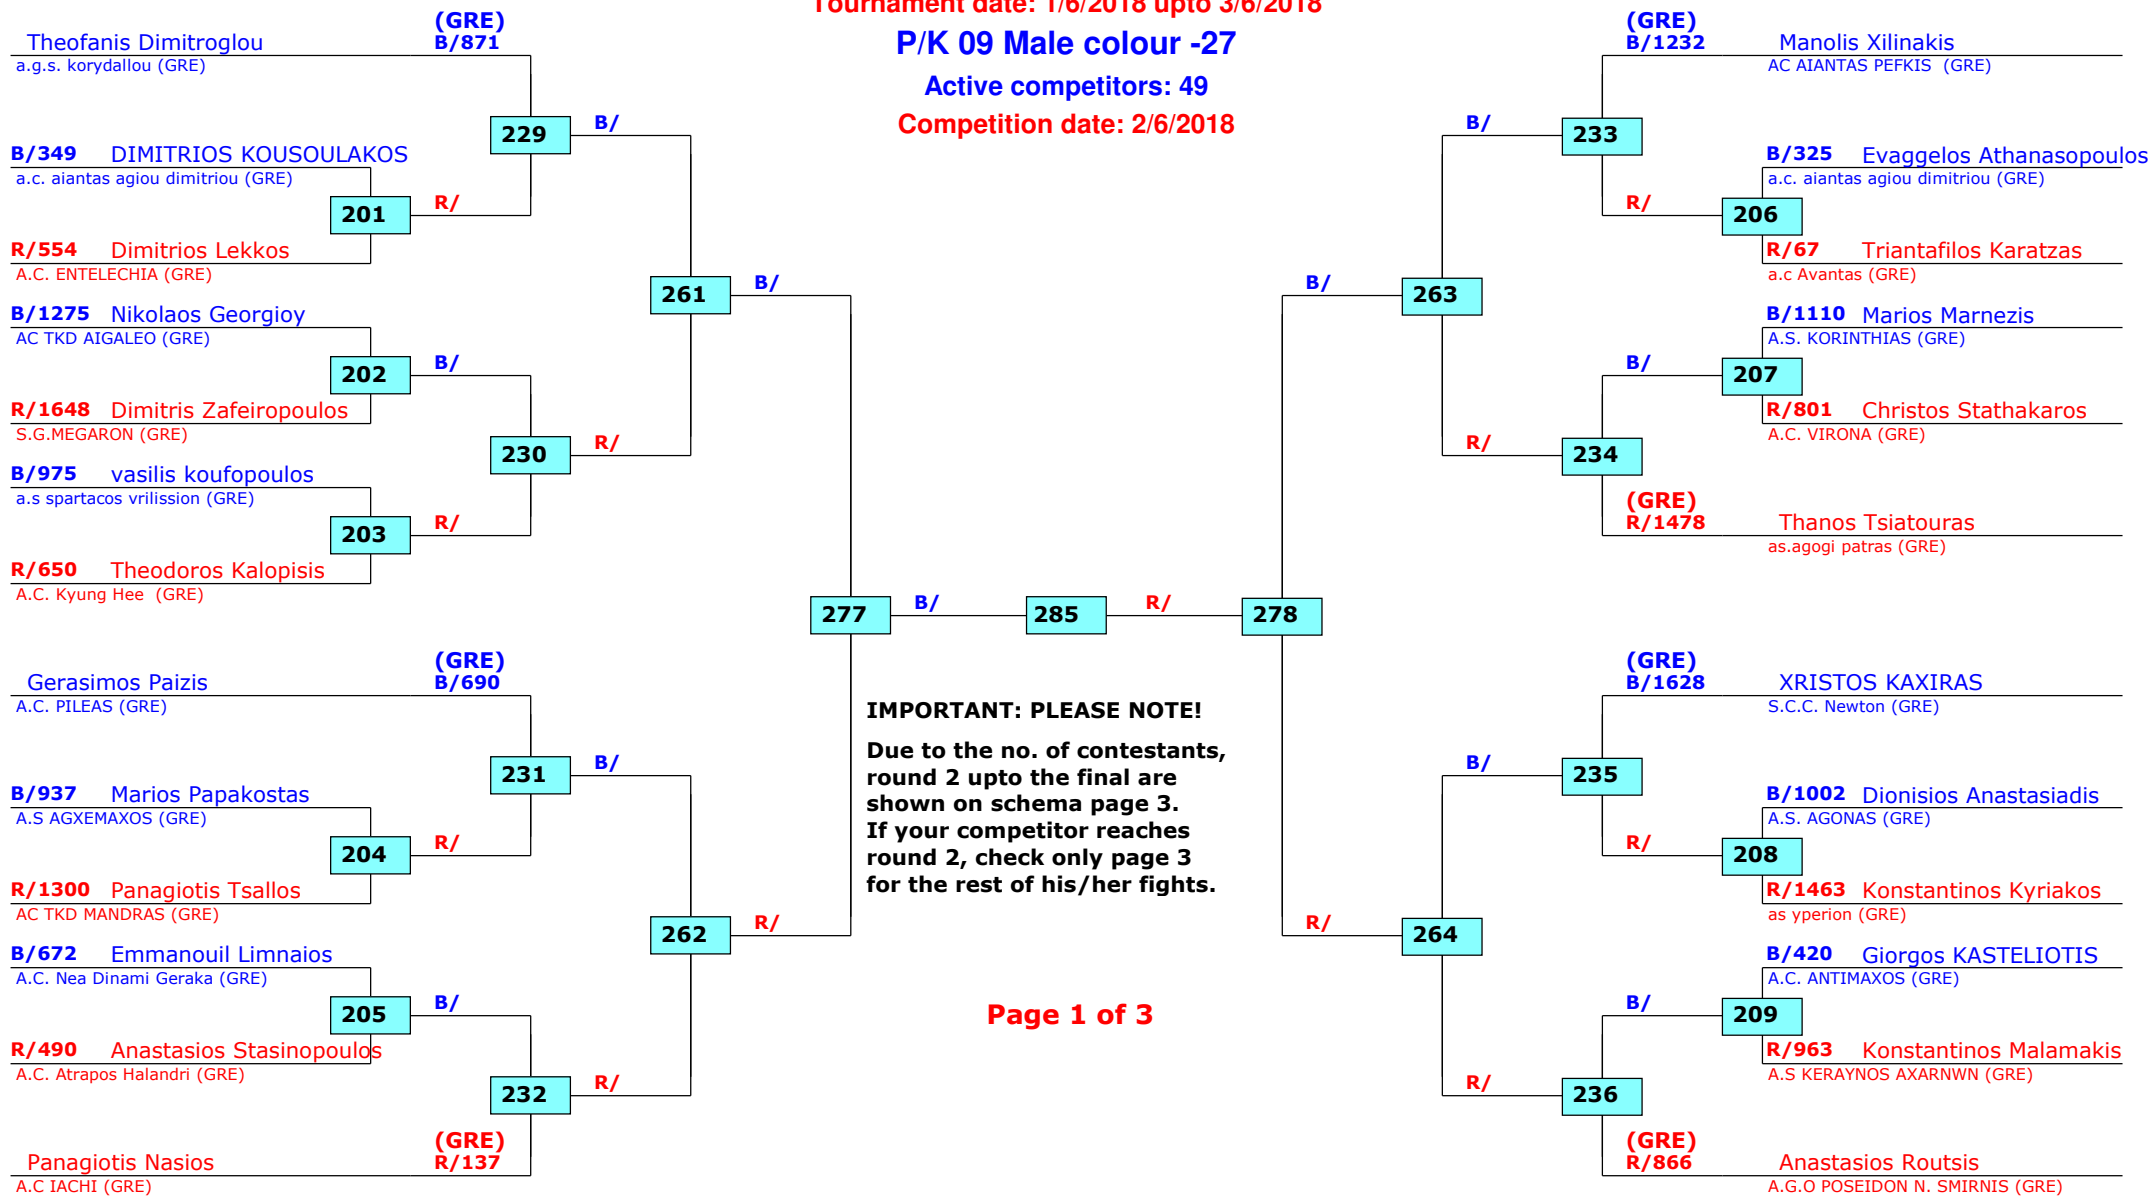 Tournament date: 1/6/2018 upto 3/6/2018
P/K 09 Male colour -27
Active competitors: 49
Competition date: 2/6/2018
(GRE)
Theofanis Dimitroglou B/871
a.g.s. korydallou (GRE)
229 B/
B/349 DIMITRIOS KOUSOULAKOS
a.c. aiantas agiou dimitriou (GRE)
201 R/
R/554 Dimitrios Lekkos
A.C. ENTELECHIA (GRE)
261 B/
B/1275 Nikolaos Georgioy
AC TKD AIGALEO (GRE)
202 B/
R/1648 Dimitris Zafeiropoulos
S.G.MEGARON (GRE)
230 R/
B/975 vasilis koufopoulos
a.s spartacos vrilission (GRE)
203 R/
R/650 Theodoros Kalopisis
A.C. Kyung Hee (GRE)
277 B/ 285 R/ 278
(GRE)
Gerasimos Paizis B/690
A.C. PILEAS (GRE)
231 B/
B/937 Marios Papakostas
A.S AGXEMAXOS (GRE)
204 R/
R/1300 Panagiotis Tsallos
AC TKD MANDRAS (GRE)
262 R/
B/672 Emmanouil Limnaios
A.C. Nea Dinami Geraka (GRE)
205 B/
R/490 Anastasios Stasinopoulos
A.C. Atrapos Halandri (GRE)
232 R/
(GRE)
Panagiotis Nasios R/137
A.C IACHI (GRE)
IMPORTANT: PLEASE NOTE!
Due to the no. of contestants,
round 2 upto the final are
shown on schema page 3.
If your competitor reaches
round 2, check only page 3
for the rest of his/her fights.
Page 1 of 3
(GRE)
B/1232 Manolis Xilinakis
AC AIANTAS PEFKIS (GRE)
B/ 233
B/325 Evaggelos Athanasopoulos
a.c. aiantas agiou dimitriou (GRE)
R/ 206
R/67 Triantafilos Karatzas
a.c Avantas (GRE)
B/ 263
B/1110 Marios Marnezis
A.S. KORINTHIAS (GRE)
B/ 207
R/801 Christos Stathakaros
A.C. VIRONA (GRE)
R/ 234
(GRE)
R/1478 Thanos Tsiatouras
as.agogi patras (GRE)
(GRE)
B/1628 XRISTOS KAXIRAS
S.C.C. Newton (GRE)
B/ 235
B/1002 Dionisios Anastasiadis
A.S. AGONAS (GRE)
R/ 208
R/1463 Konstantinos Kyriakos
as yperion (GRE)
R/ 264
B/420 Giorgos KASTELIOTIS
A.C. ANTIMAXOS (GRE)
B/ 209
R/963 Konstantinos Malamakis
A.S KERAYNOS AXARNWN (GRE)
R/ 236
(GRE)
R/866 Anastasios Routsis
A.G.O POSEIDON N. SMIRNIS (GRE)